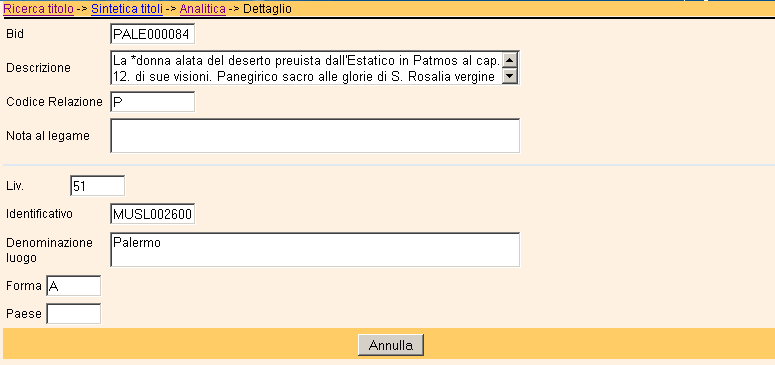 Ricerca titolo -> Sintetica titoli -> Analitica -> Dettaglio
Bid PALE000084
Descrizione La *donna alata del deserto preuista dall'Estatico in Patmos al cap.
12. di sue visioni. Panegirico sacro alle glorie di S. Rosalia vergine
Codice Relazione P
Nota al legame
Liv. 51
Identificativo MUSL002600
Denominazione luogo Palermo
Forma A
Paese
Annulla